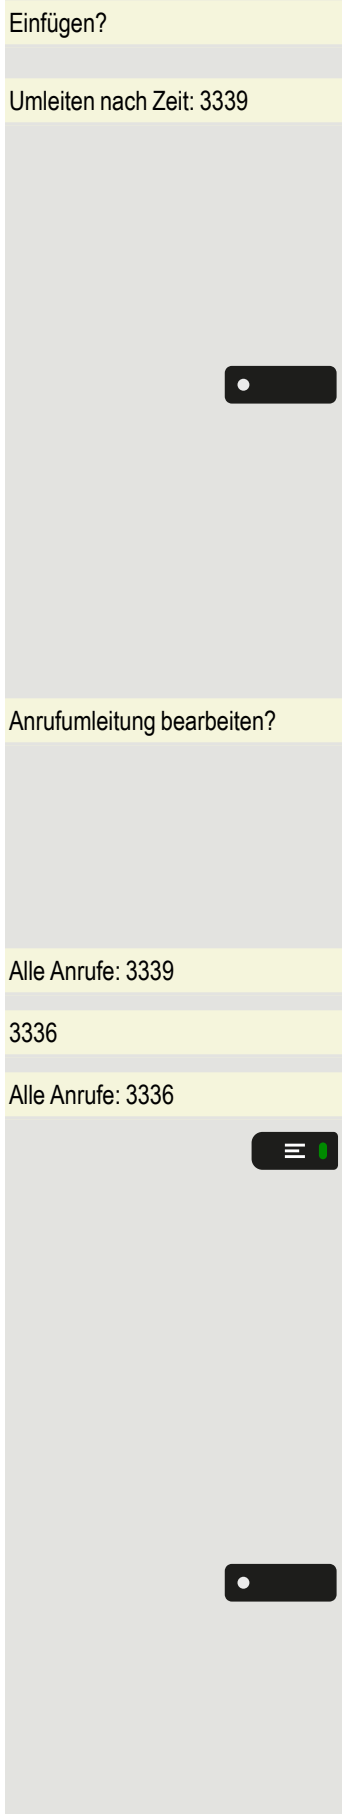 Einfügen?
Umleiten nach Zeit: 3339
Anrufumleitung bearbeiten?
Alle Anrufe: 3339
3336
Alle Anrufe: 3336